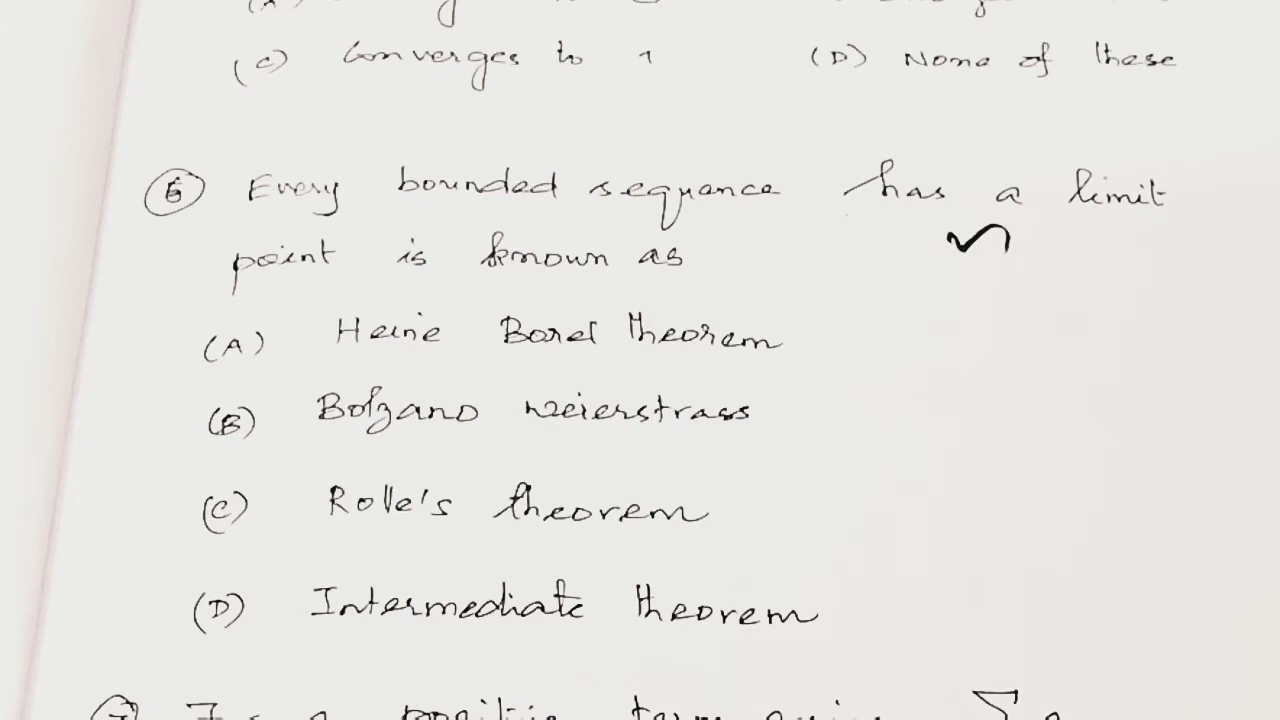 (C) Converges to 1 (D) None of these
6 Every bounded sequence has a limit
point is known as
(A) Heine Borel theorem
(B) Bolzano weierstrass
(C) Rolle's theorem
(D) Intermediate theorem